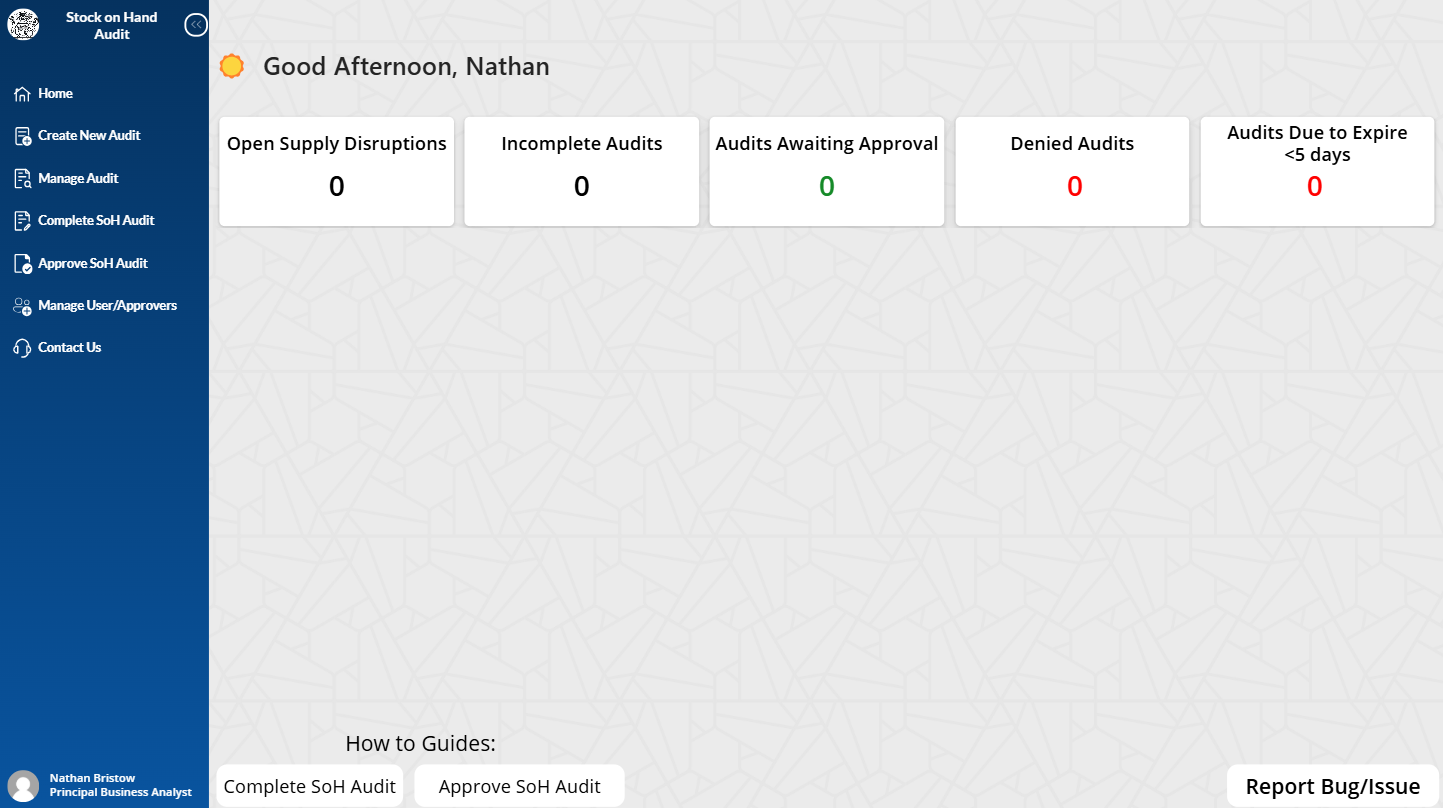 Stock on Hand
Audit
Home
Create New Audit
Manage Audit
Complete SoH Audit
Approve SoH Audit
Manage User/Approvers
Contact Us
Nathan Bristow
Principal Business Analyst
Good Afternoon, Nathan
Open Supply Disruptions
0
Incomplete Audits
0
Audits Awaiting Approval
0
Denied Audits
0
Audits Due to Expire
<5 days
0
How to Guides:
Complete SoH Audit
Approve SoH Audit
Report Bug/Issue